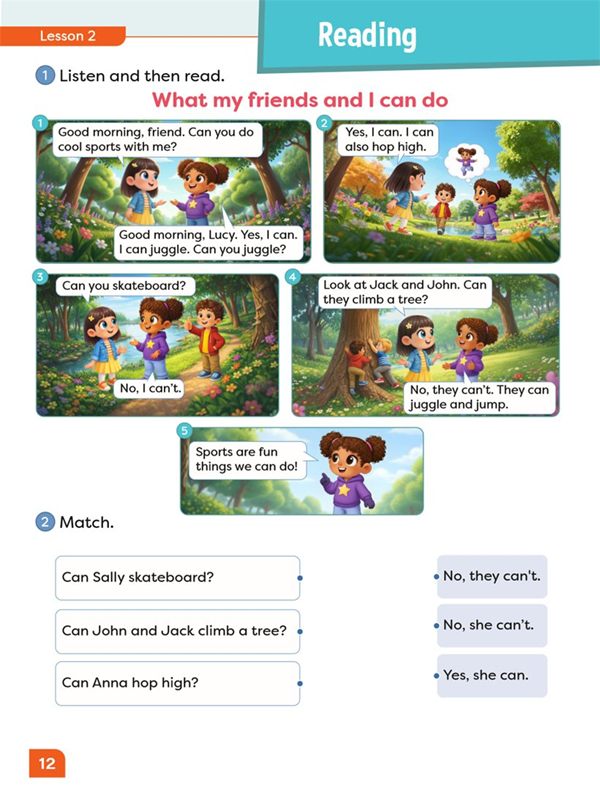 Lesson 2
Reading
1 Listen and then read.
What my friends and I can do
1
Good morning, friend. Can you do
cool sports with me?
Good morning, Lucy. Yes, I can.
I can juggle. Can you juggle?
2
Yes, I can. I can
also hop high.
3
Can you skateboard?
No, I can't.
4
Look at Jack and John. Can
they climb a tree?
No, they can't. They can
juggle and jump.
5
Sports are fun
things we can do!
2 Match.
Can Sally skateboard?
No, they can't.
Can John and Jack climb a tree?
No, she can't.
Can Anna hop high?
Yes, she can.
12